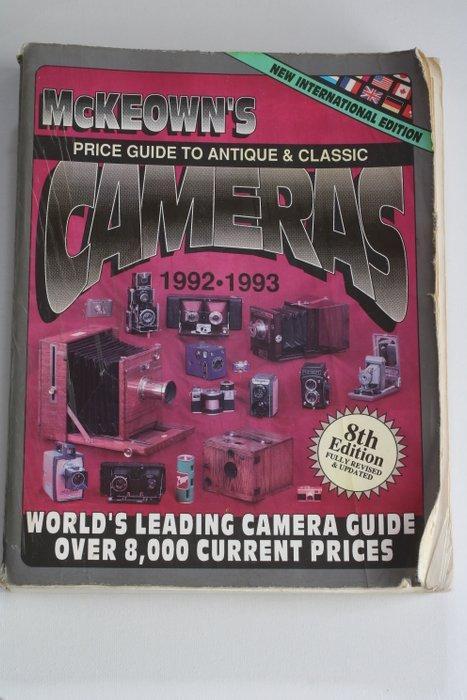 NEW INTERNATIONAL EDITION
McKEOWN'S
PRICE GUIDE TO ANTIQUE & CLASSIC
CAMERAS
1992•1993
8th
Edition
FULLY REVISED
& UPDATED
WORLD'S LEADING CAMERA GUIDE
OVER 8,000 CURRENT PRICES